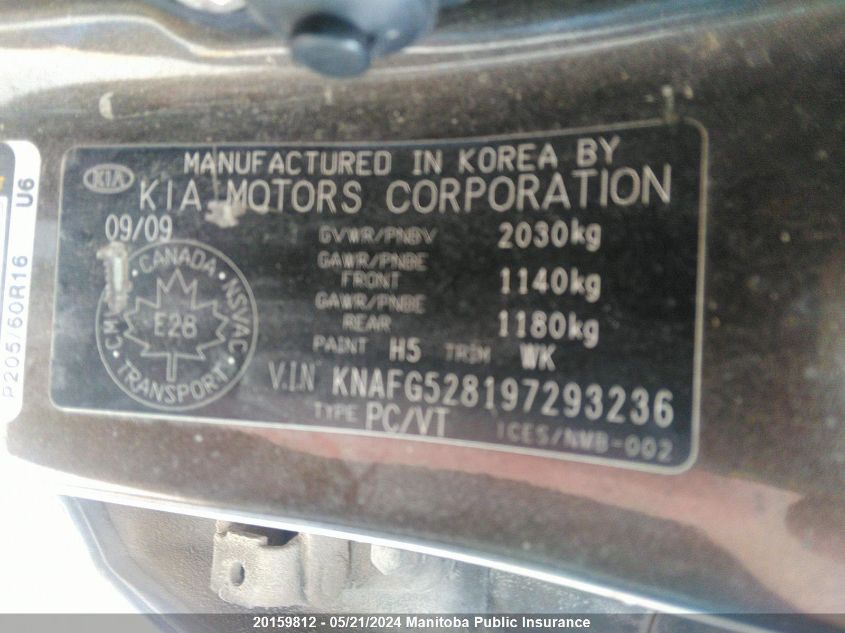 MANUFACTURED IN KOREA BY
KIA
KIA MOTORS CORPORATION
09/09
GVWR/PNBV 2030kg
GAWR/PNBE
FRONT 1140kg
GAWR/PNBE
REAR 1180kg
PAINT H5 TRIM WK
V.I.N KNAFG528197293236
TYPE PC/VT
ICES/NMB-002
CANADA
NSVAC
CMVSS
TRANSPORT
E28
P205/60R16 U6
20159812 - 05/21/2024 Manitoba Public Insurance